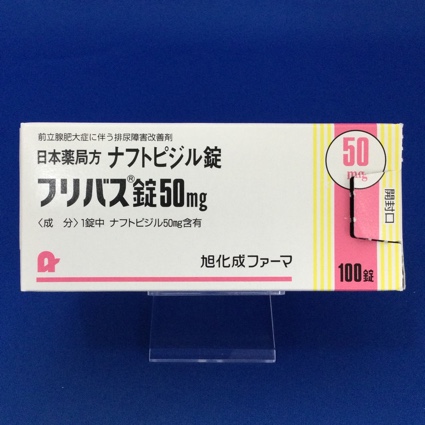 前立腺肥大症に伴う排尿障害改善剤
日本薬局方 ナフトピジル錠
フリバス®錠50mg
〈成 分〉1錠中 ナフトピジル50mg含有
旭化成ファーマ
50
mg
開封口
100錠